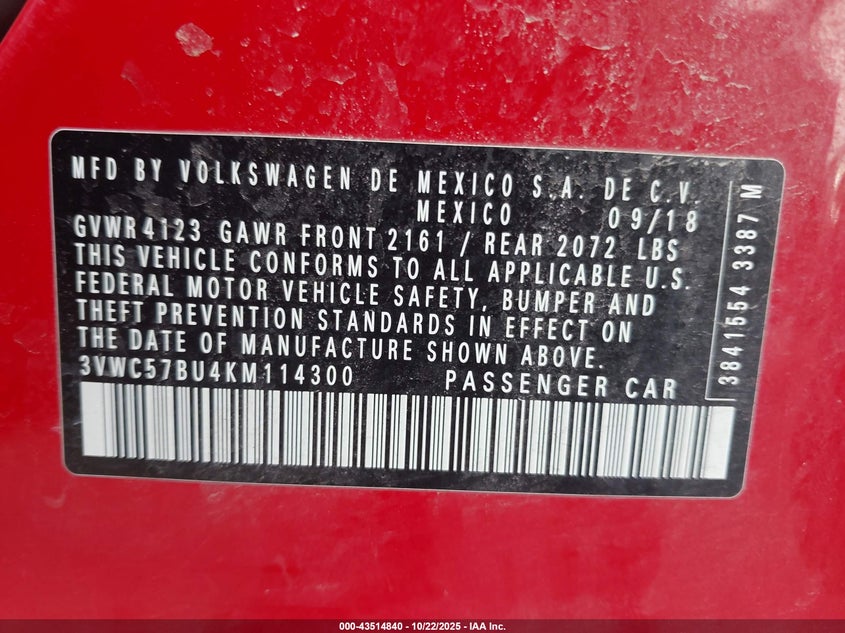 MFD BY VOLKSWAGEN DE MEXICO S.A. DE C.V.
MEXICO 09/18
GVWR 4123 GAWR FRONT 2161 / REAR 2072 LBS
THIS VEHICLE CONFORMS TO ALL APPLICABLE U.S.
FEDERAL MOTOR VEHICLE SAFETY, BUMPER AND
THEFT PREVENTION STANDARDS IN EFFECT ON
THE DATE OF MANUFACTURE SHOWN ABOVE.
3VWC57BU4KM114300 PASSENGER CAR
3841554 3387 M
000-43514840 - 10/22/2025 - IAA Inc.